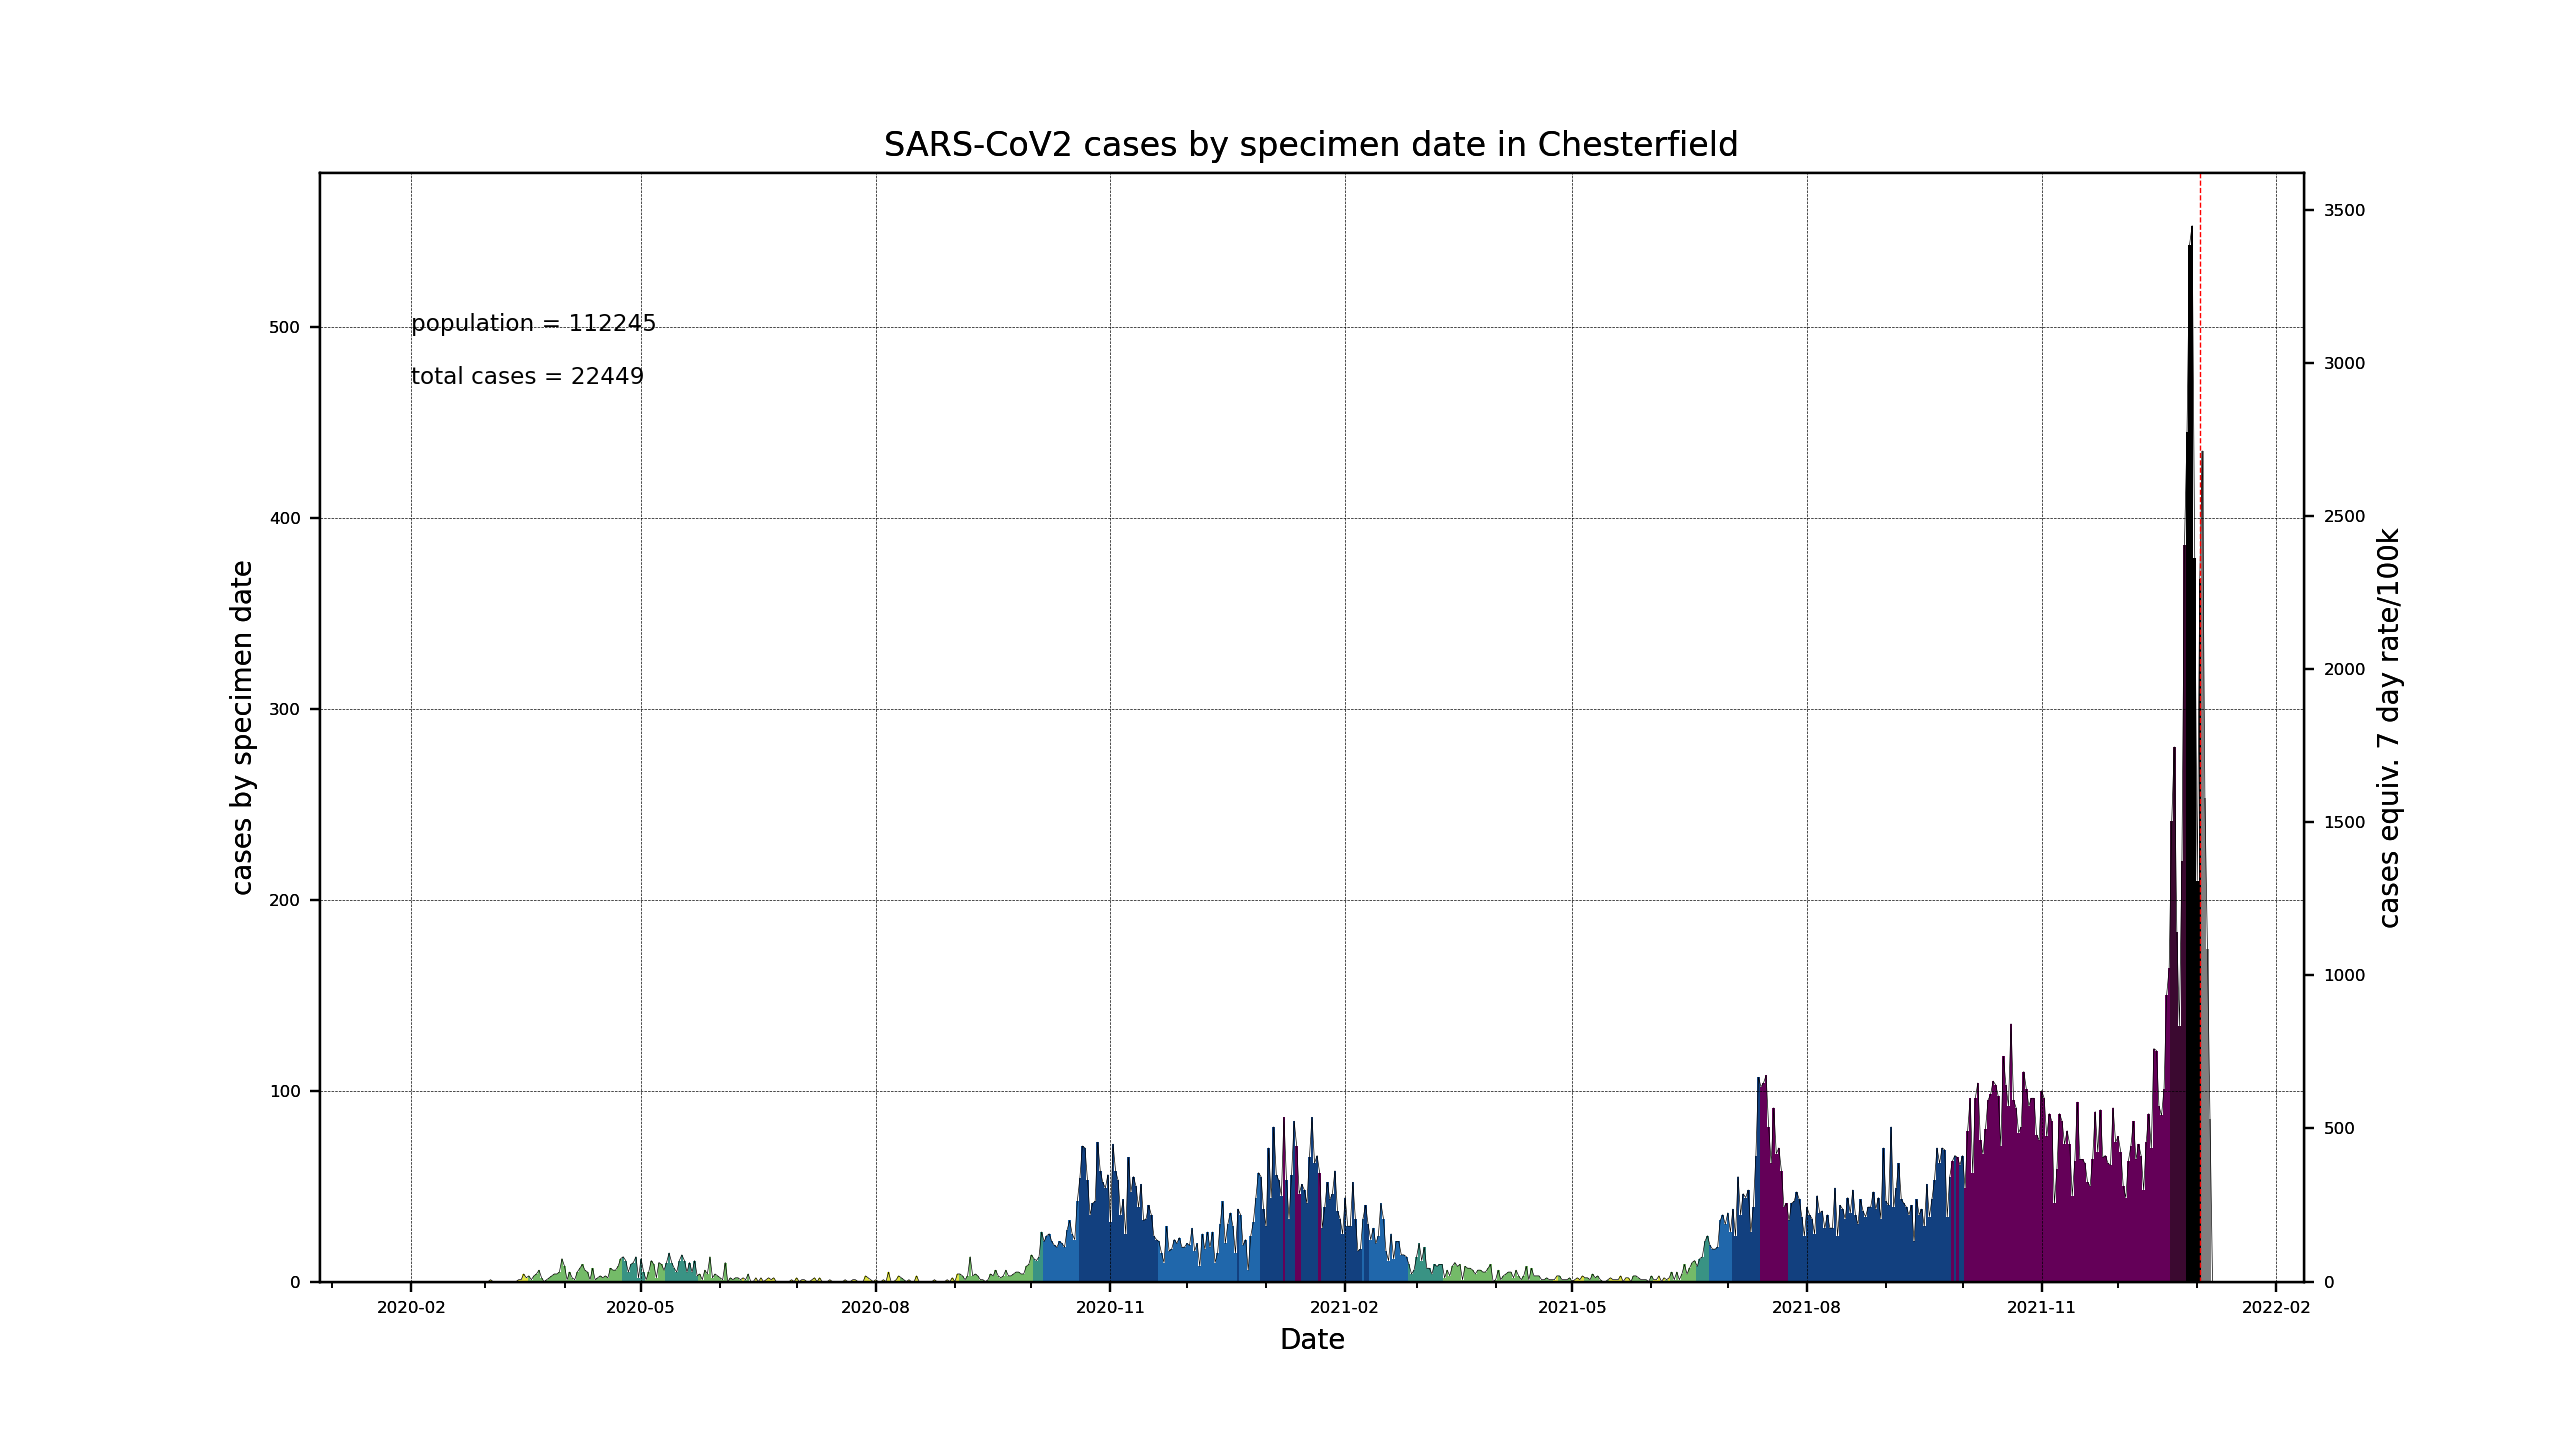 SARS-CoV2 cases by specimen date in Chesterfield
population = 112245
total cases = 22449
cases by specimen date
500
400
300
200
100
0
3500
3000
2500
2000
1500
1000
500
0
cases equiv. 7 day rate/100k
2020-02 2020-05 2020-08 2020-11 2021-02 2021-05 2021-08 2021-11 2022-02
Date